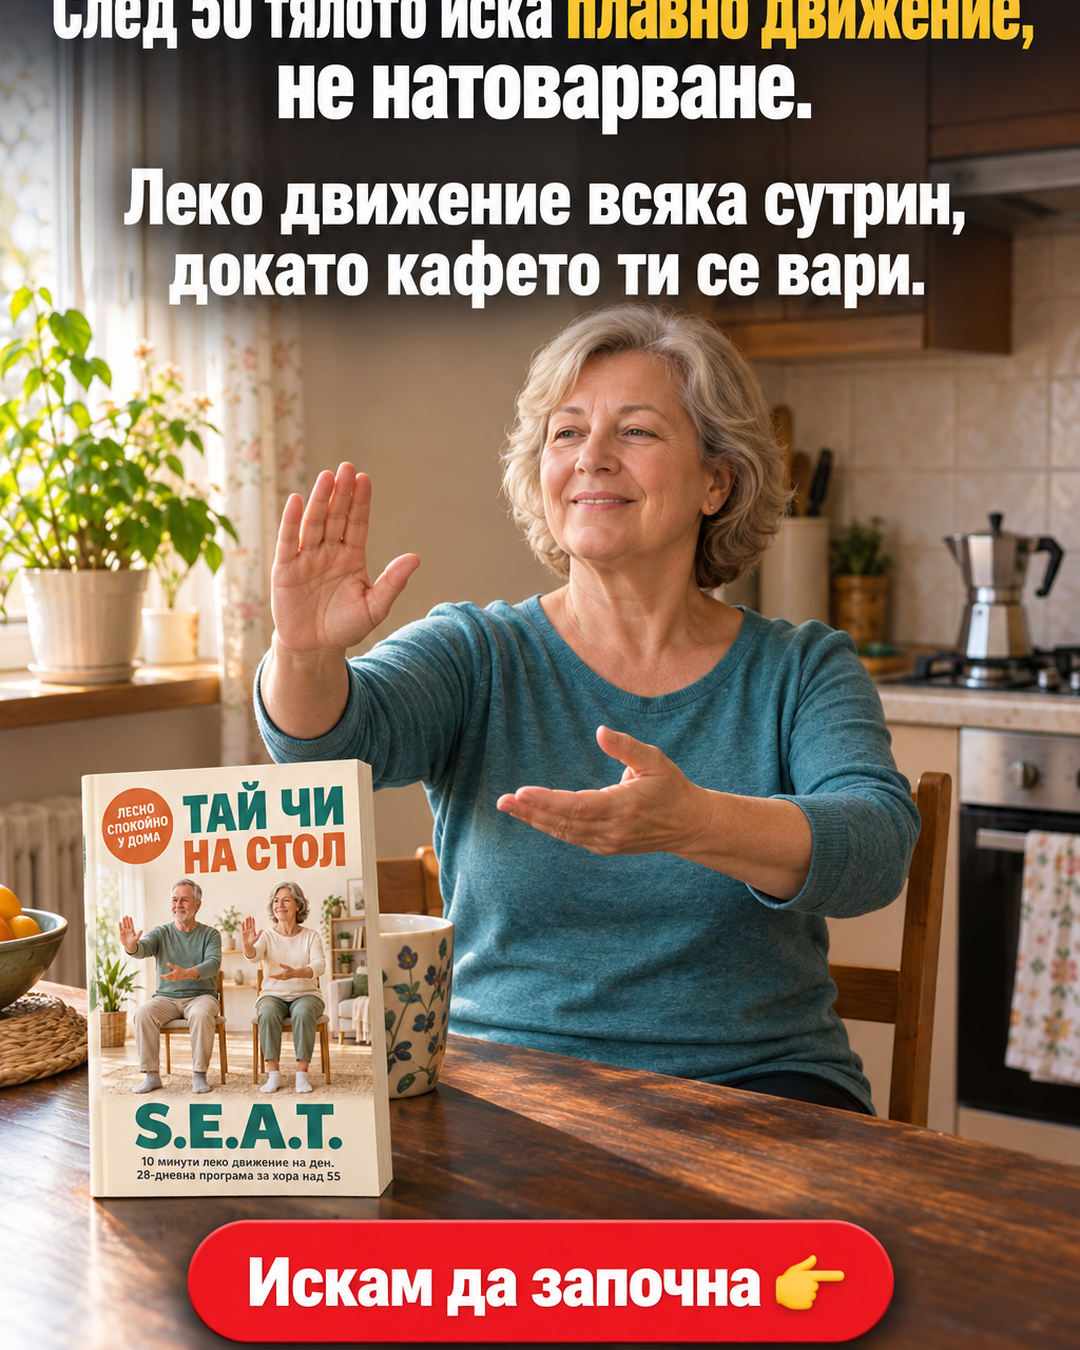 След 50 тялото иска плавно движение,
не натоварване.
Леко движение всяка сутрин,
докато кафето ти се вари.
ЛЕСНО
СПОКОЙНО
У ДОМА
ТАЙ ЧИ
НА СТОЛ
S.E.A.T.
10 минути леко движение на ден.
28-дневна програма за хора над 55
Искам да започна 👉